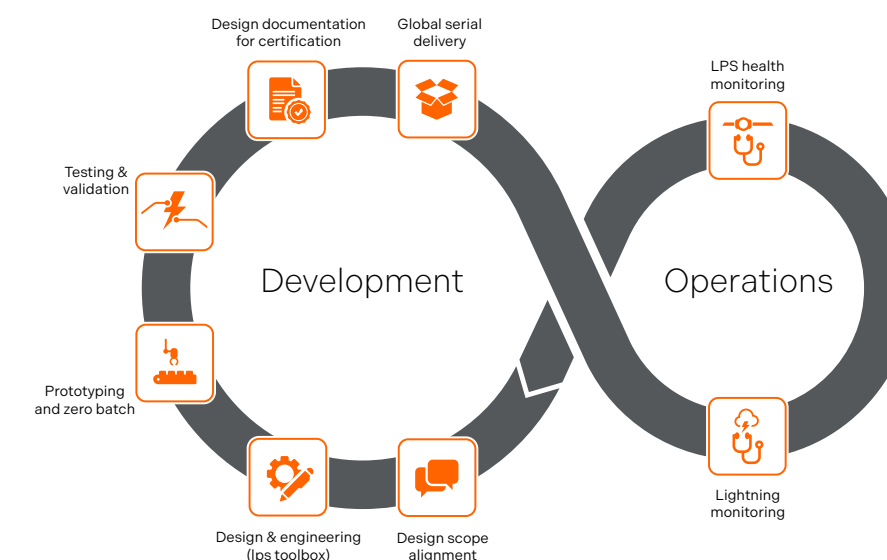 Design documentation
for certification
Global serial
delivery
LPS health
monitoring
Testing &
validation
Development
Operations
Prototyping
and zero batch
Lightning
monitoring
Design & engineering
(lps toolbox)
Design scope
alignment